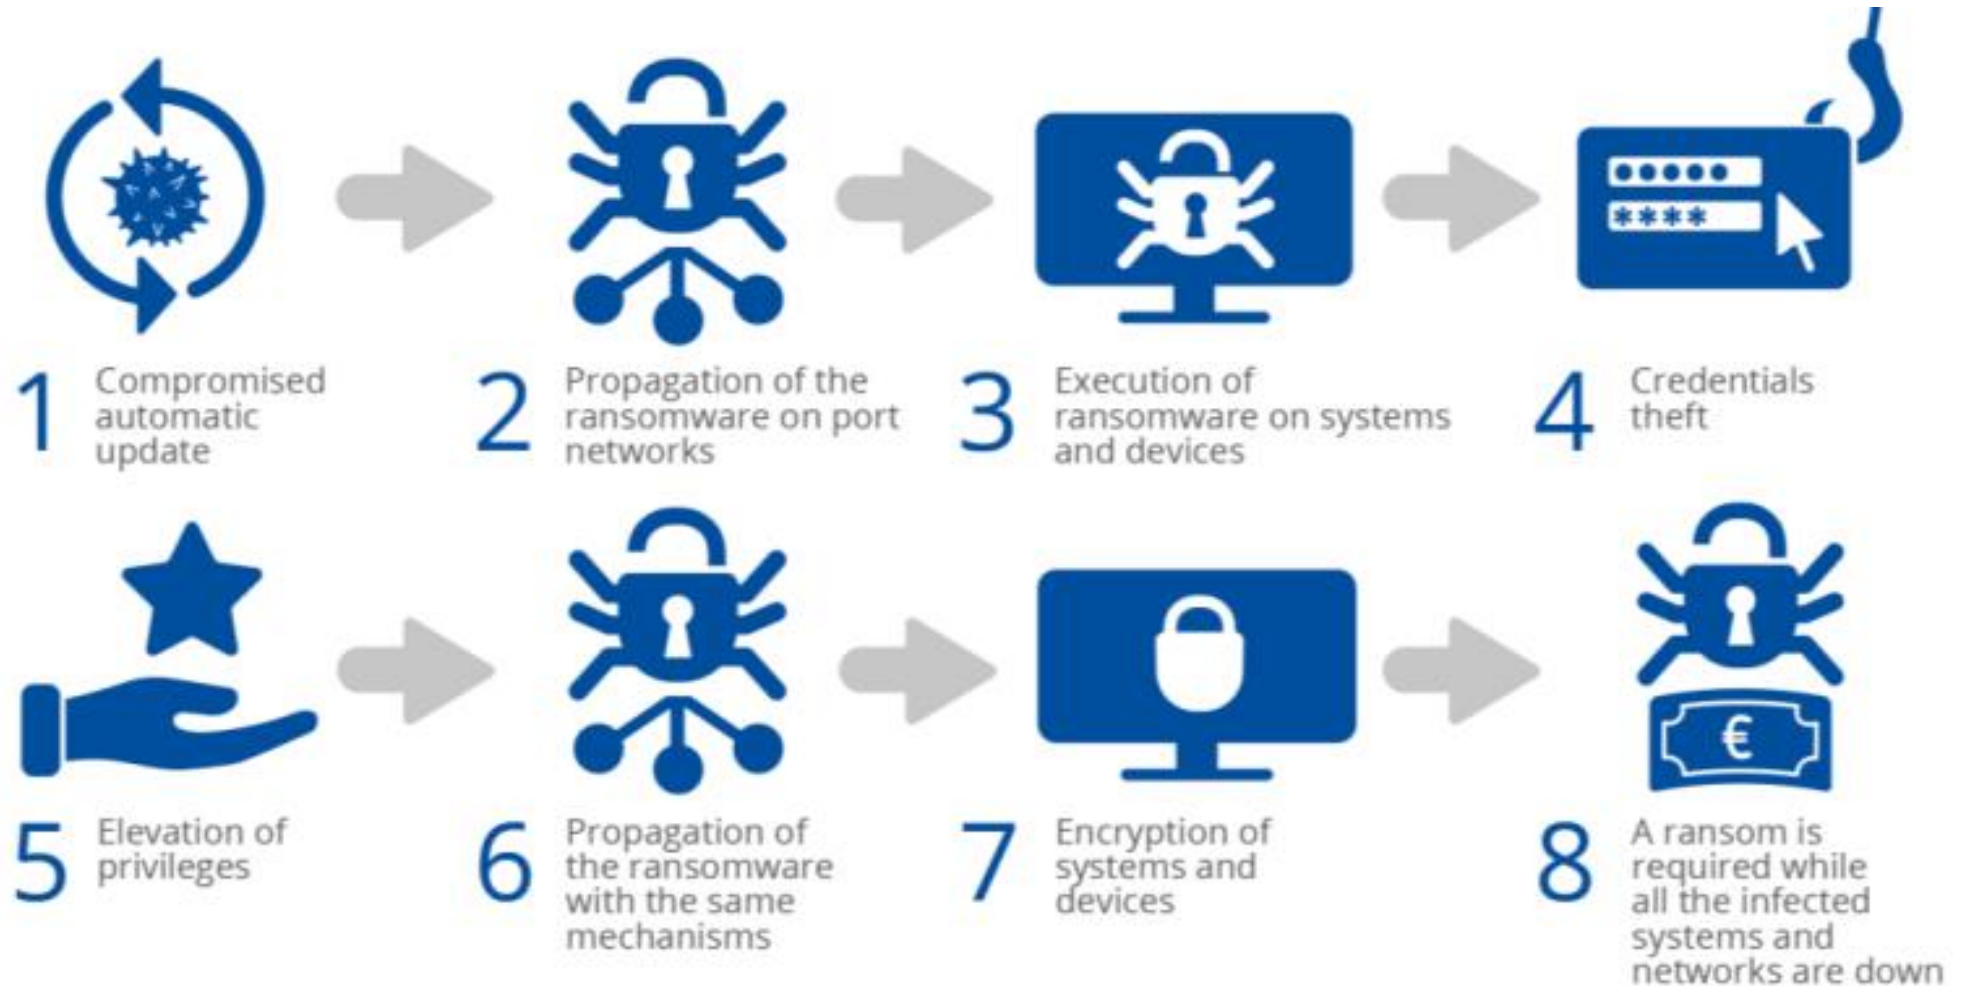 1 Compromised
automatic
update
2 Propagation of the
ransomware on port
networks
3 Execution of
ransomware on systems
and devices
4 Credentials
theft
5 Elevation of
privileges
6 Propagation of
the ransomware
with the same
mechanisms
7 Encryption of
systems and
devices
€
8 A ransom is
required while
all the infected
systems and
networks are down